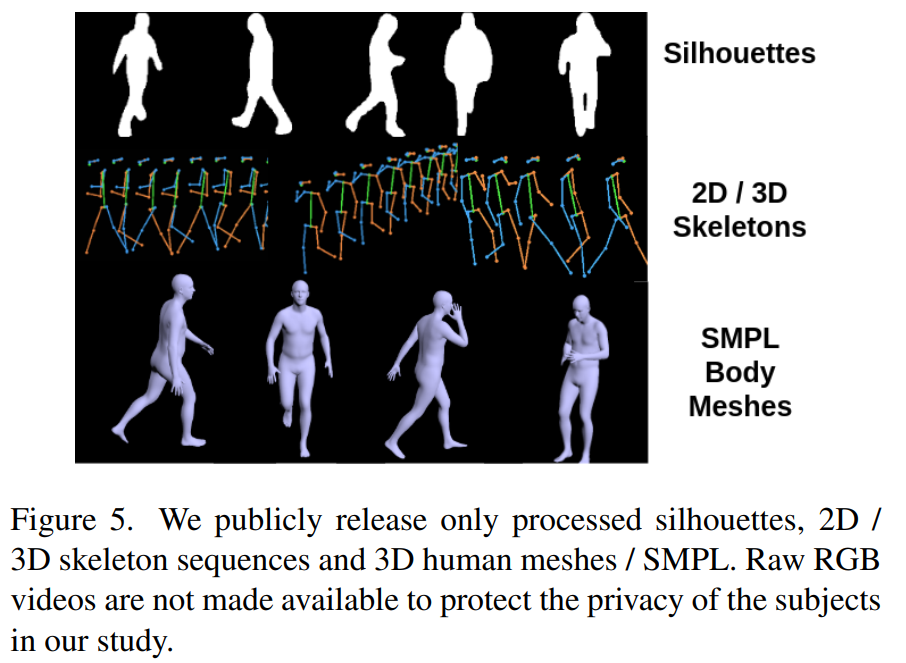 Silhouettes
2D / 3D
Skeletons
SMPL
Body
Meshes
Figure 5. We publicly release only processed silhouettes, 2D /
3D skeleton sequences and 3D human meshes / SMPL. Raw RGB
videos are not made available to protect the privacy of the subjects
in our study.